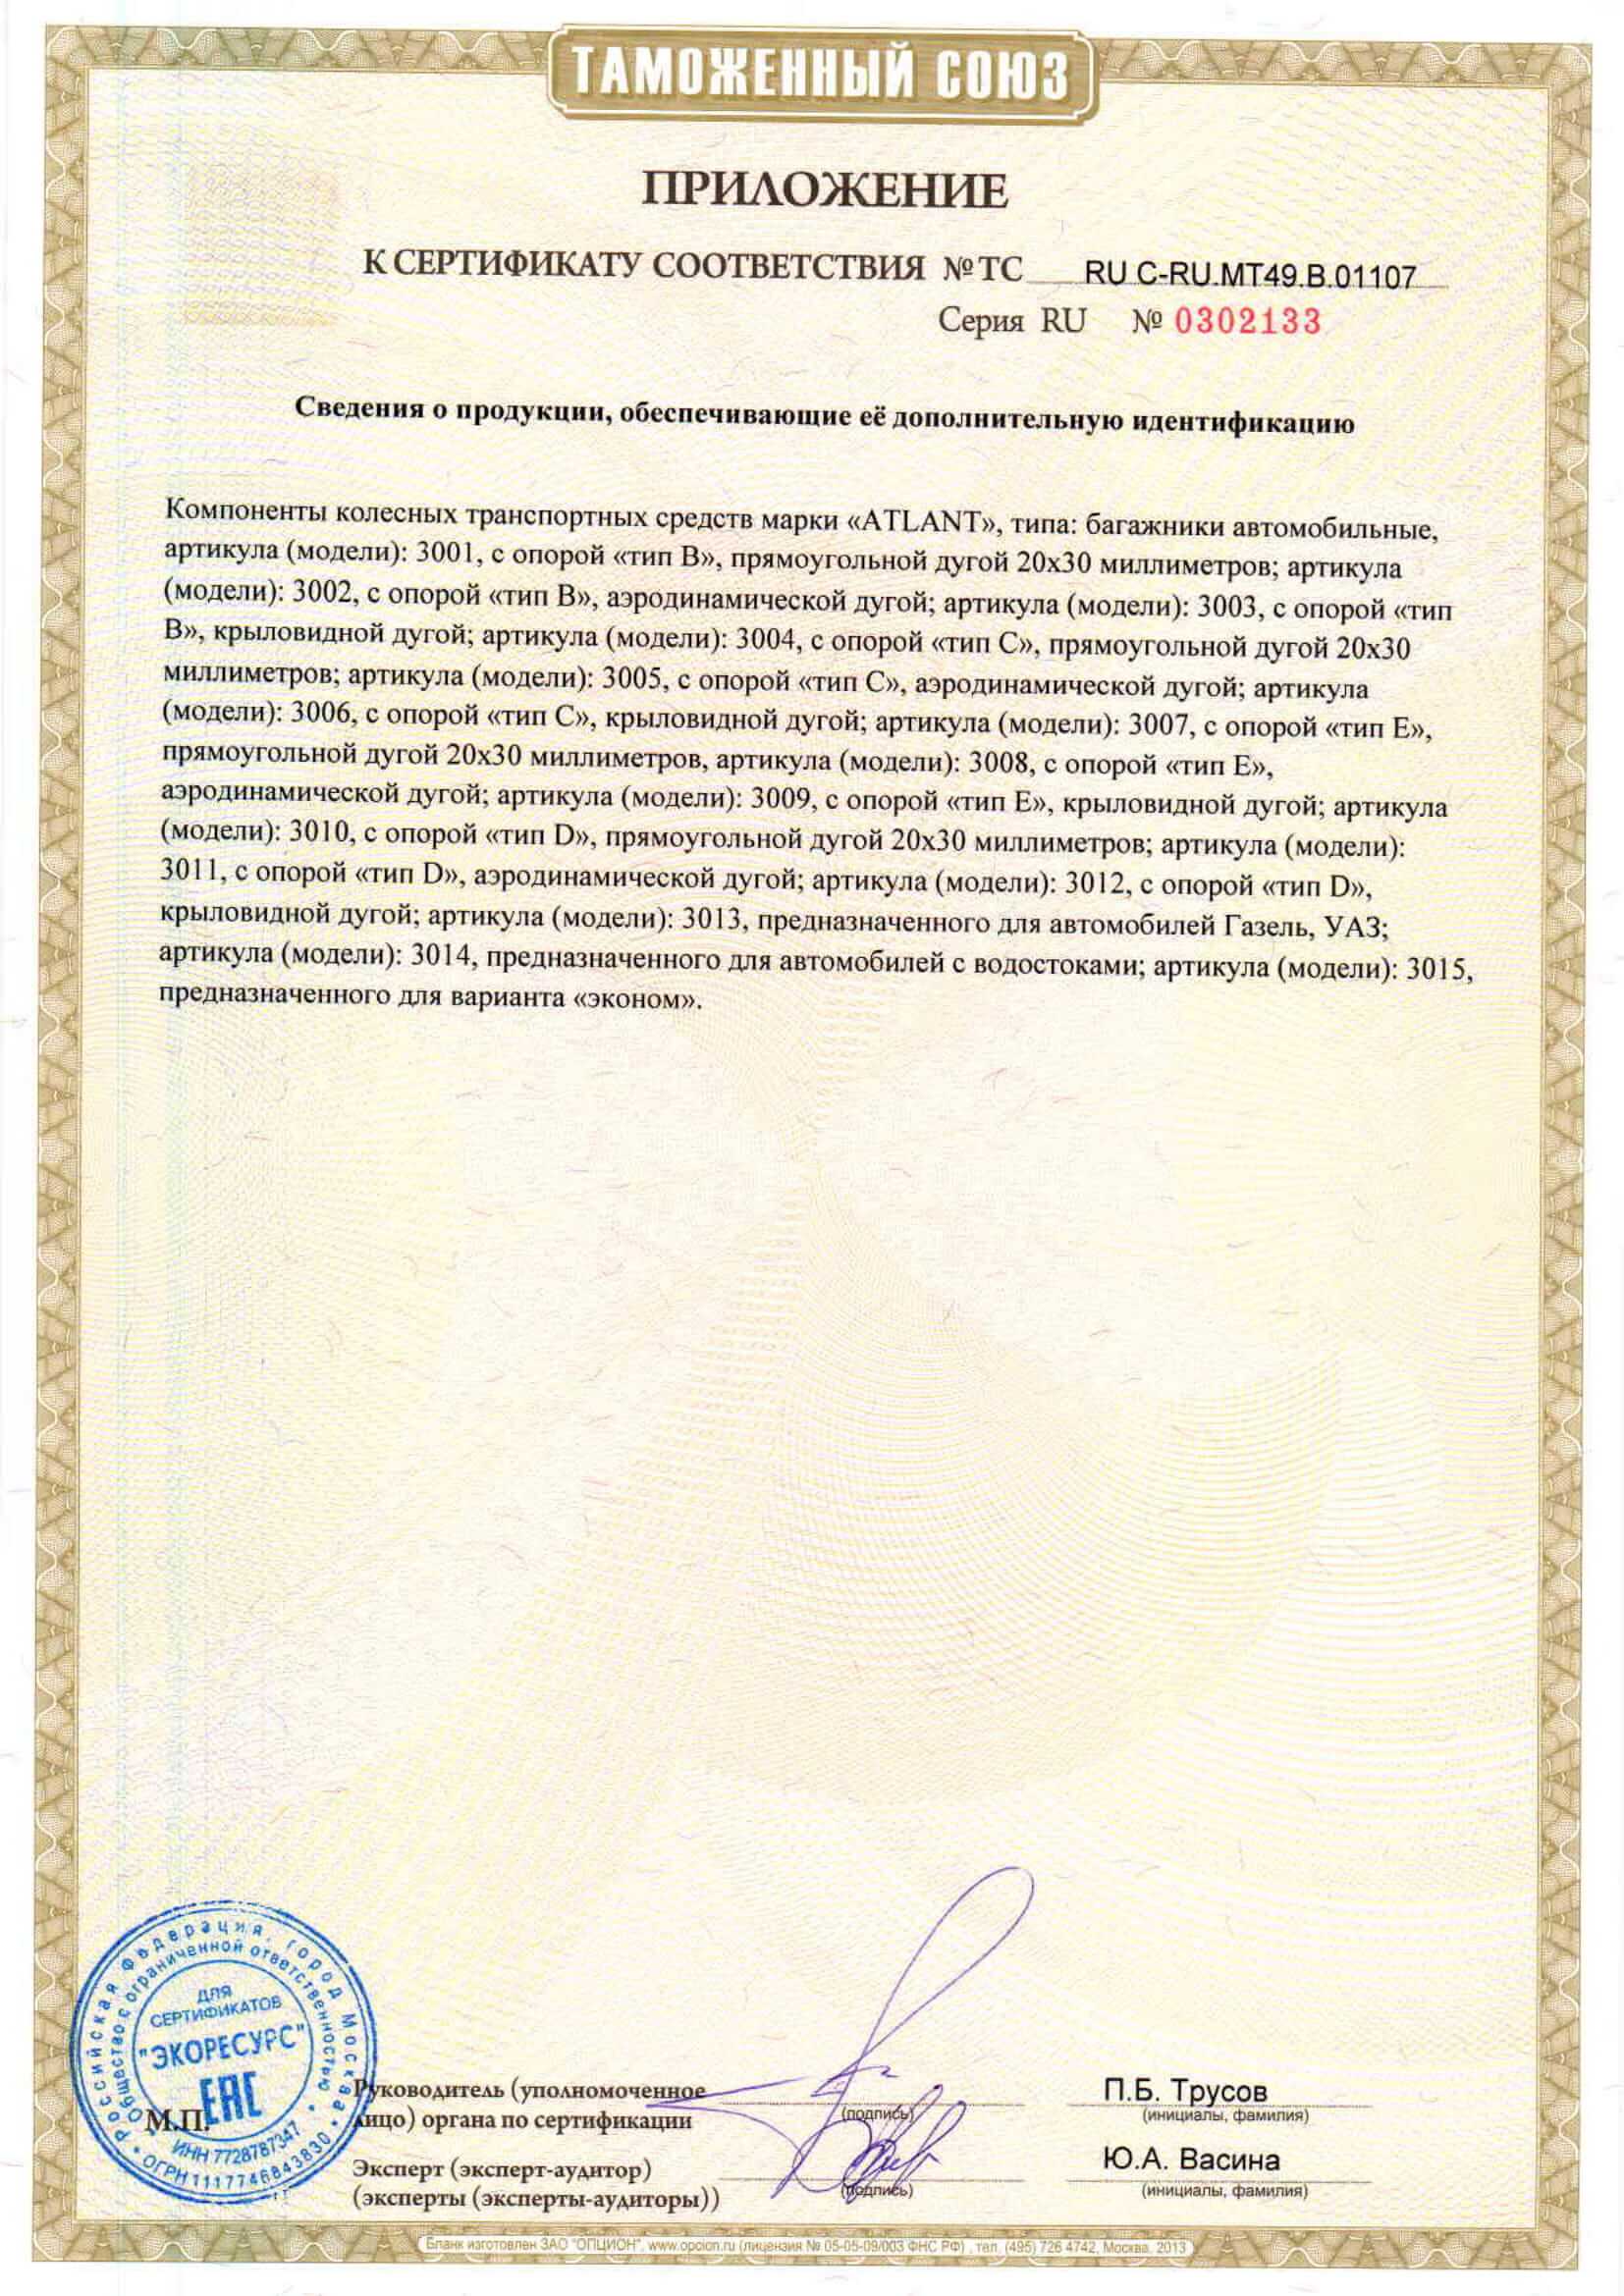 ТАМОЖЕННЫЙ СОЮЗ
ПРИЛОЖЕНИЕ
К СЕРТИФИКАТУ СООТВЕТСТВИЯ № ТС RU C-RU.MT49.B.01107
Серия RU № 0302133
Сведения о продукции, обеспечивающие её дополнительную идентификацию
Компоненты колесных транспортных средств марки «ATLANT», типа: багажники автомобильные,
артикула (модели): 3001, с опорой «тип В», прямоугольной дугой 20х30 миллиметров; артикула
(модели): 3002, с опорой «тип В», аэродинамической дугой; артикула (модели): 3003, с опорой «тип
В», крыловидной дугой; артикула (модели): 3004, с опорой «тип С», прямоугольной дугой 20х30
миллиметров; артикула (модели): 3005, с опорой «тип С», аэродинамической дугой; артикула
(модели): 3006, с опорой «тип С», крыловидной дугой; артикула (модели): 3007, с опорой «тип Е»,
прямоугольной дугой 20х30 миллиметров, артикула (модели): 3008, с опорой «тип Е»,
аэродинамической дугой; артикула (модели): 3009, с опорой «тип Е», крыловидной дугой; артикула
(модели): 3010, с опорой «тип D», прямоугольной дугой 20х30 миллиметров; артикула (модели):
3011, с опорой «тип D», аэродинамической дугой; артикула (модели): 3012, с опорой «тип D»,
крыловидной дугой; артикула (модели): 3013, предназначенного для автомобилей Газель, УАЗ;
артикула (модели): 3014, предназначенного для автомобилей с водостоками; артикула (модели): 3015,
предназначенного для варианта «эконом».
Российская Федерация, город Москва
Общество с ограниченной ответственностью
ДЛЯ
СЕРТИФИКАТОВ
"ЭКОРЕСУРС"
ЕАС
ИНН 7728787347
ОГРН 1117746843830
М.П.
Руководитель (уполномоченное
лицо) органа по сертификации
(подпись)
П.Б. Трусов
(инициалы, фамилия)
Эксперт (эксперт-аудитор)
(эксперты (эксперты-аудиторы))
(подпись)
Ю.А. Васина
(инициалы, фамилия)
Бланк изготовлен ЗАО "ОПЦИОН", www.opcion.ru (лицензия № 05-05-09/003 ФНС РФ), тел. (495) 726 4742, Москва, 2013